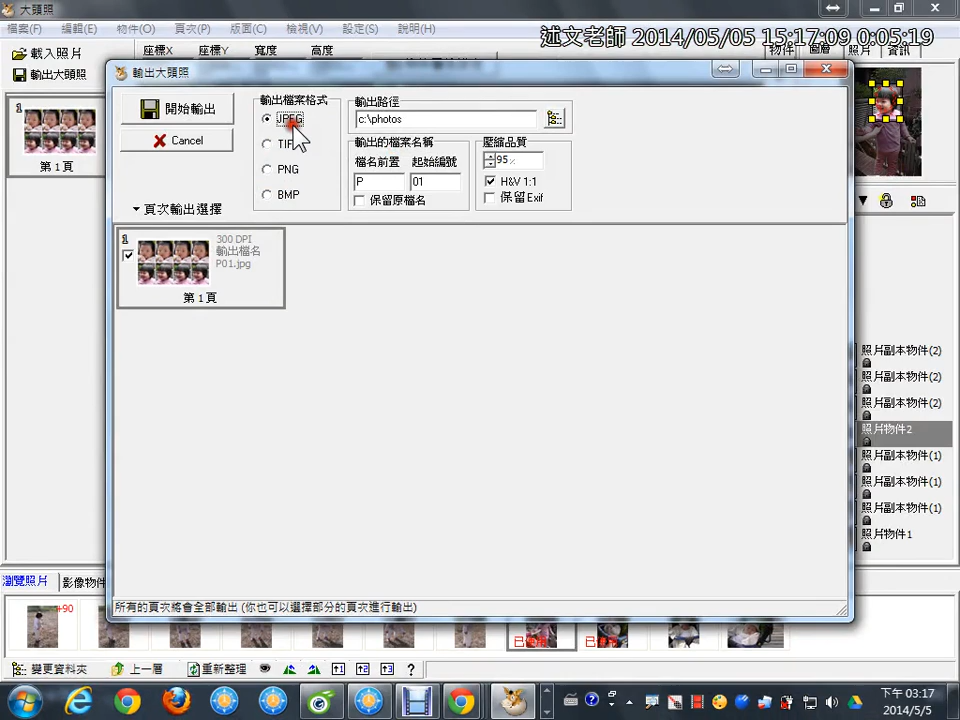 大頭照
檔案(F) 編輯(E) 物件(O) 頁次(P) 版面(C) 檢視(V) 設定(S) 說明(H)
述文老師 2014/05/05 15:17:09 0:05:19
載入照片
座標X 座標Y 寬度 高度
物件 圖層 照片 資訊
輸出大頭照
1
第 1 頁
輸出大頭照
開始輸出
Cancel
頁次輸出選擇
輸出檔案格式
JPEG
TIF
PNG
BMP
輸出路徑
c:\photos
輸出的檔案名稱
檔名前置 起始編號
P 01
保留原檔名
壓縮品質
95%
H&V 1:1
保留Exif
1
300 DPI
輸出檔名
P01.jpg
第 1 頁
照片副本物件(2)
照片副本物件(2)
照片副本物件(2)
照片物件2
照片副本物件(1)
照片副本物件(1)
照片副本物件(1)
照片物件1
所有的頁次將會全部輸出 (你也可以選擇部分的頁次進行輸出)
瀏覽照片 影像物件
+90
變更資料夾 上一層 重新整理 1 2 3 ?
下午 03:17
2014/5/5